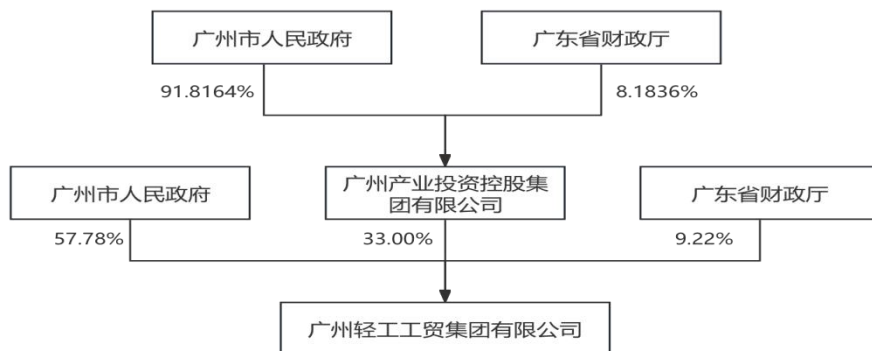 广州市人民政府
广东省财政厅
91.8164%
8.1836%
广州市人民政府
广州产业投资控股集
团有限公司
广东省财政厅
57.78%
33.00%
9.22%
广州轻工工贸集团有限公司